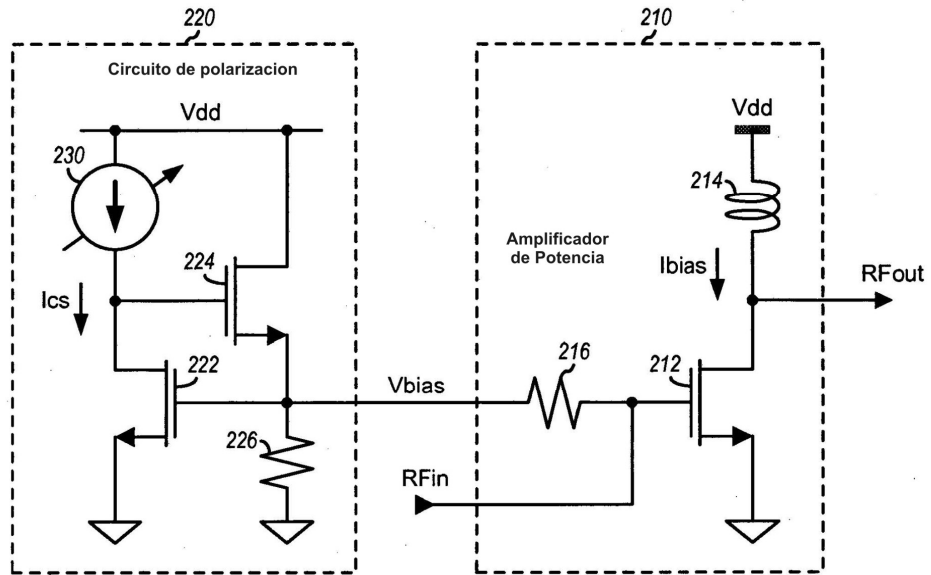 220
210
Circuito de polarizacion
Vdd
Vdd
230
214
224
Amplificador
de Potencia
Ics
Ibias
RFout
222
216
212
Vbias
226
RFin